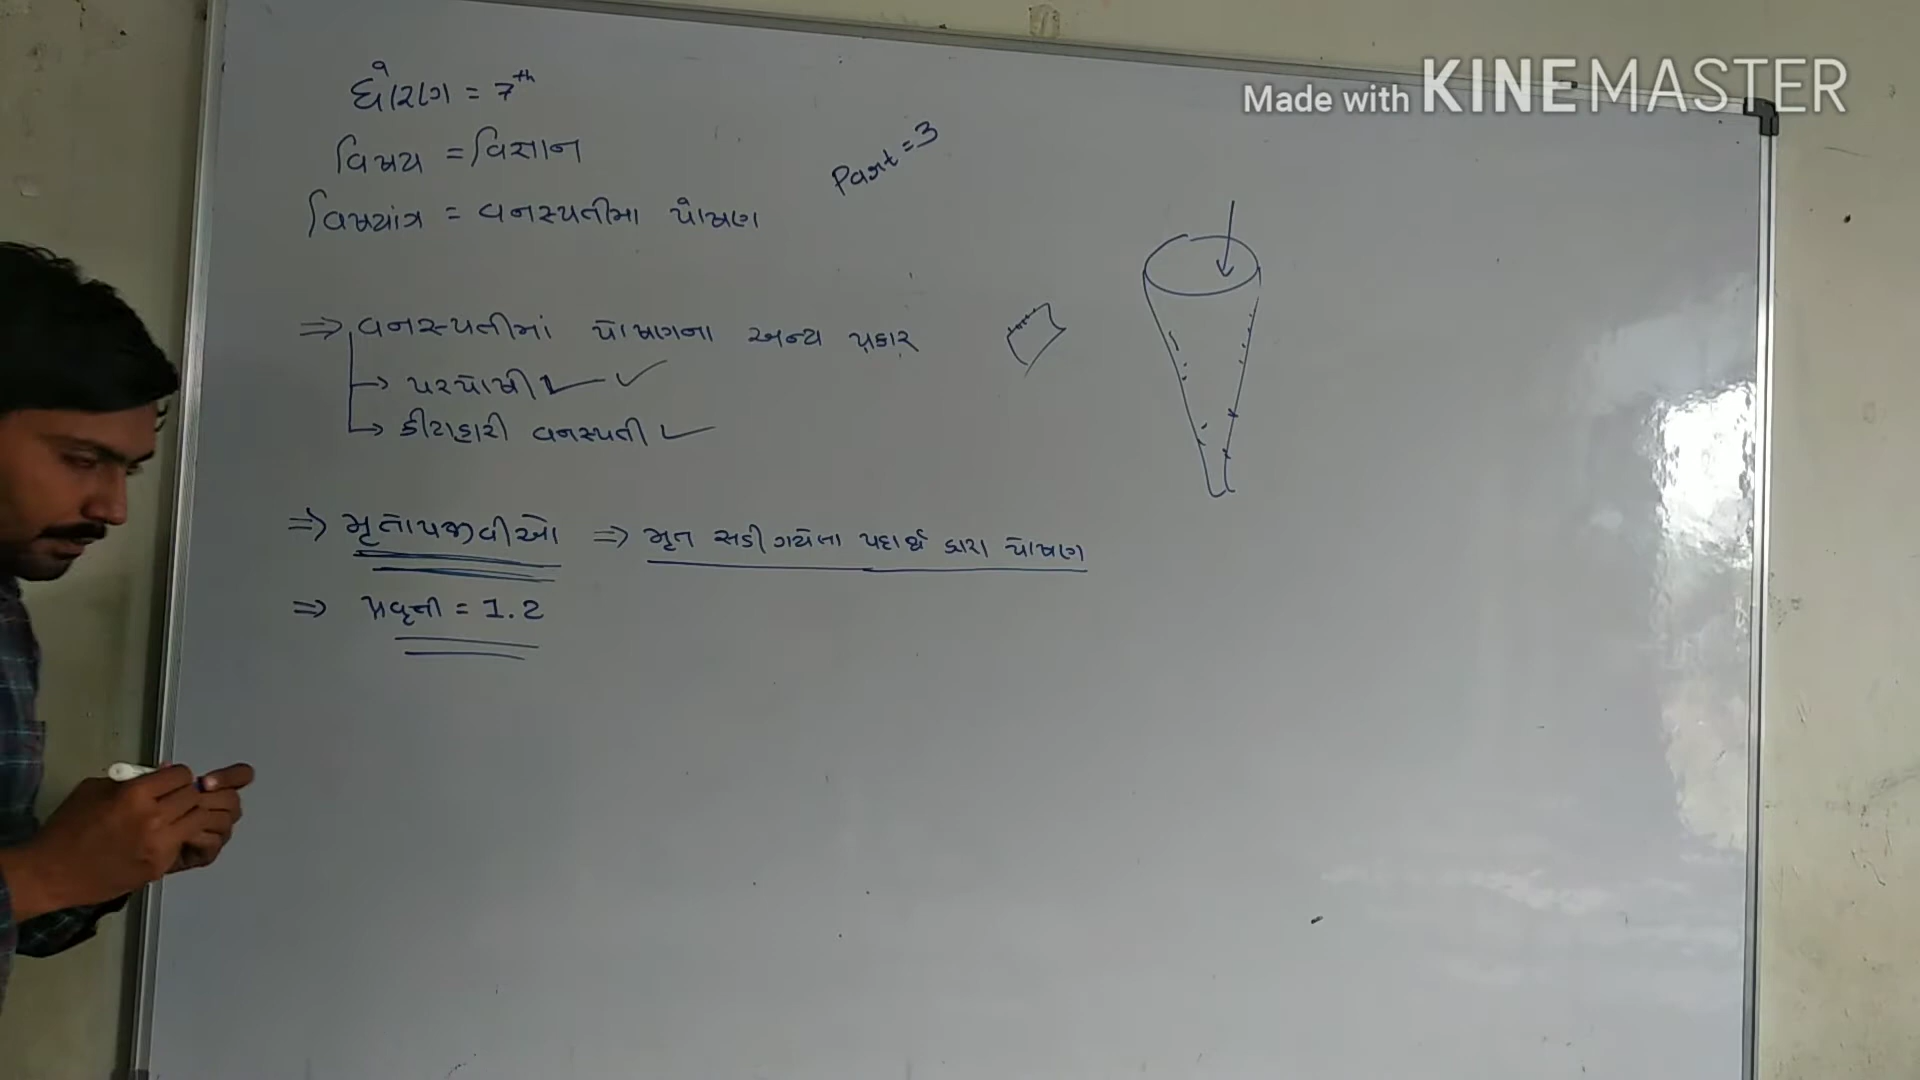 ધોરણ = 7th
વિષય = વિજ્ઞાન
વિષયાંગ = વનસ્પતીમા પોષણ
Part = 3
Made with KINEMASTER
⇒ વનસ્પતીમાં પોષણના અન્ય પ્રકાર
→ પરપોષી ✓ ✓
→ કીટાહારી વનસ્પતી ✓
⇒ મૃતોપજીવીઓ ⇒ મૃત સડી ગયેલા પદાર્થ દ્વારા પોષણ
⇒ પ્રવૃતી = 1.2